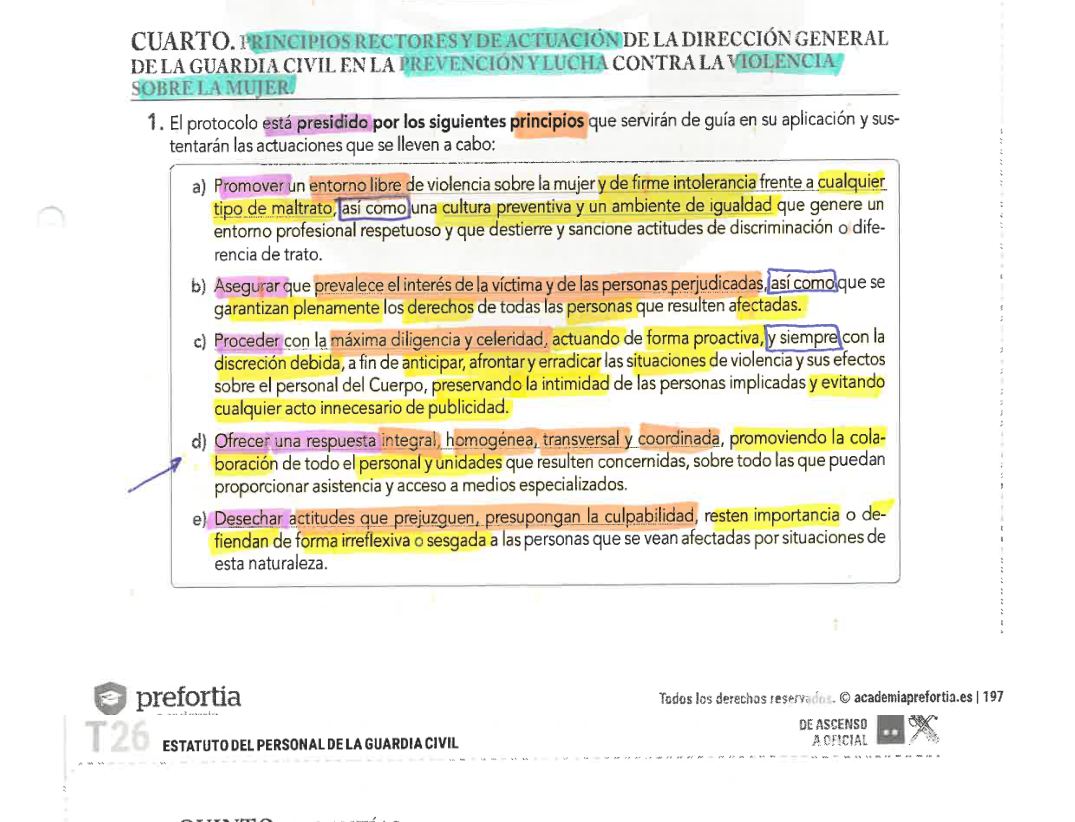 CUARTO. PRINCIPIOS RECTORES Y DE ACTUACIÓN DE LA DIRECCIÓN GENERAL
DE LA GUARDIA CIVIL EN LA PREVENCIÓN Y LUCHA CONTRA LA VIOLENCIA
SOBRE LA MUJER.
1. El protocolo está presidido por los siguientes principios que servirán de guía en su aplicación y sus-
tentarán las actuaciones que se lleven a cabo:
a) Promover un entorno libre de violencia sobre la mujer y de firme intolerancia frente a cualquier
tipo de maltrato, así como una cultura preventiva y un ambiente de igualdad que genere un
entorno profesional respetuoso y que destierre y sancione actitudes de discriminación o dife-
rencia de trato.
b) Asegurar que prevalece el interés de la víctima y de las personas perjudicadas, así como que se
garantizan plenamente los derechos de todas las personas que resulten afectadas.
c) Proceder con la máxima diligencia y celeridad, actuando de forma proactiva, y siempre con la
discreción debida, a fin de anticipar, afrontar y erradicar las situaciones de violencia y sus efectos
sobre el personal del Cuerpo, preservando la intimidad de las personas implicadas y evitando
cualquier acto innecesario de publicidad.
d) Ofrecer una respuesta integral, homogénea, transversal y coordinada, promoviendo la cola-
boración de todo el personal y unidades que resulten concernidas, sobre todo las que puedan
proporcionar asistencia y acceso a medios especializados.
e) Desechar actitudes que prejuzguen, presupongan la culpabilidad, resten importancia o de-
fiendan de forma irreflexiva o sesgada a las personas que se vean afectadas por situaciones de
esta naturaleza.
prefortia
Todos los derechos reservados. © academiaprefortia.es | 197
T26 ESTATUTO DEL PERSONAL DE LA GUARDIA CIVIL
DE ASCENSO
A OFICIAL